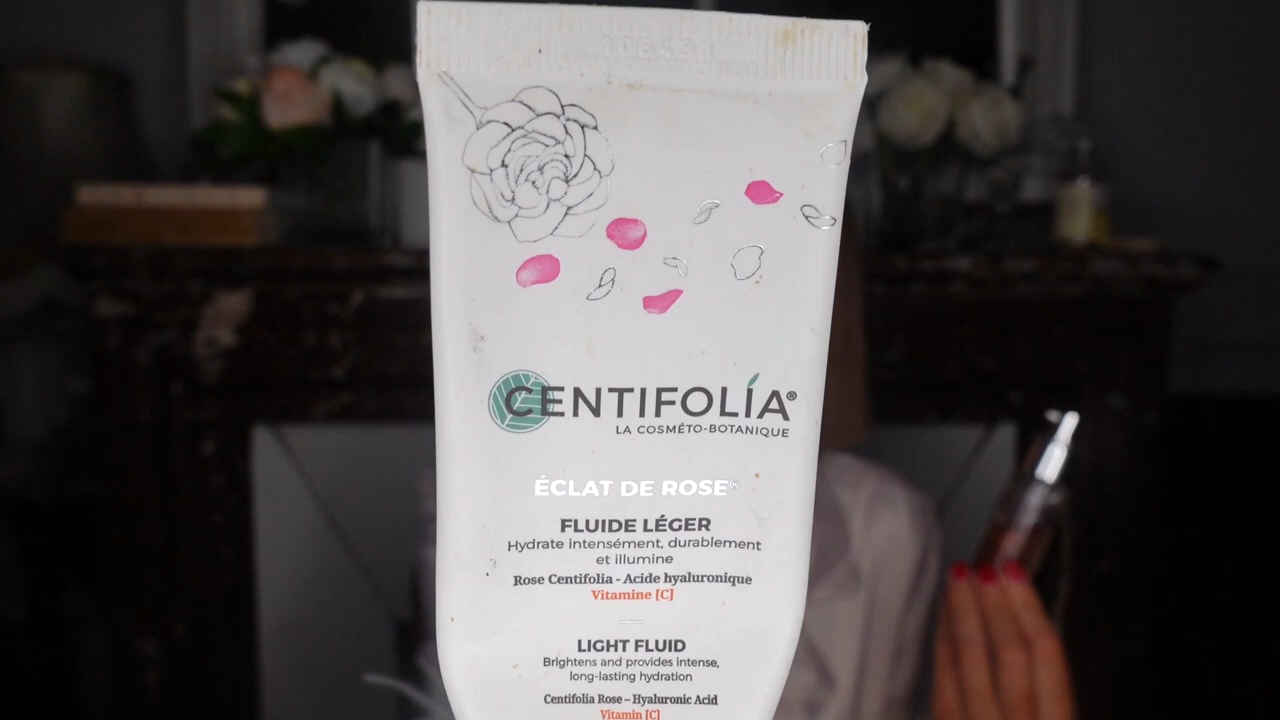 CENTIFOLÍA®
LA COSMÉTO-BOTANIQUE
ÉCLAT DE ROSE®
FLUIDE LÉGER
Hydrate intensément, durablement
et illumine
Rose Centifolia - Acide hyaluronique
Vitamine [C]
LIGHT FLUID
Brightens and provides intense,
long-lasting hydration
Centifolia Rose – Hyaluronic Acid
Vitamin [C]